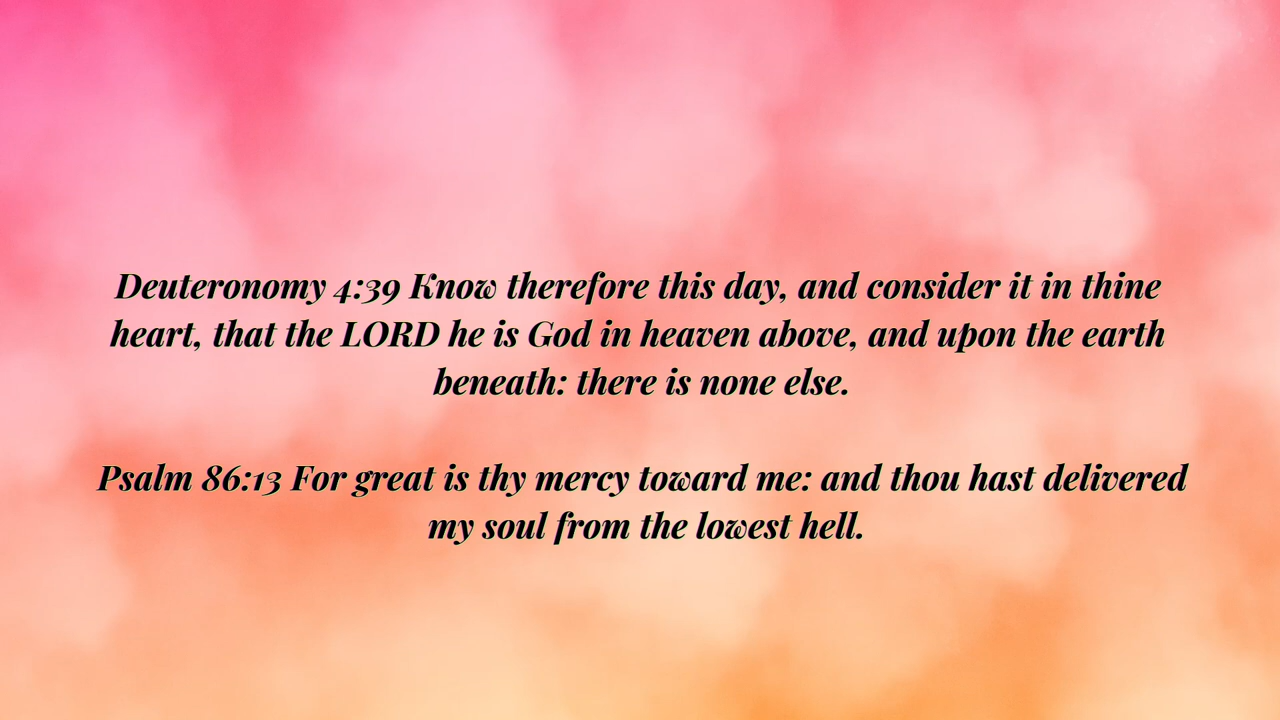 Deuteronomy 4:39 Know therefore this day, and consider it in thine
heart, that the LORD he is God in heaven above, and upon the earth
beneath: there is none else.
Psalm 86:13 For great is thy mercy toward me: and thou hast delivered
my soul from the lowest hell.